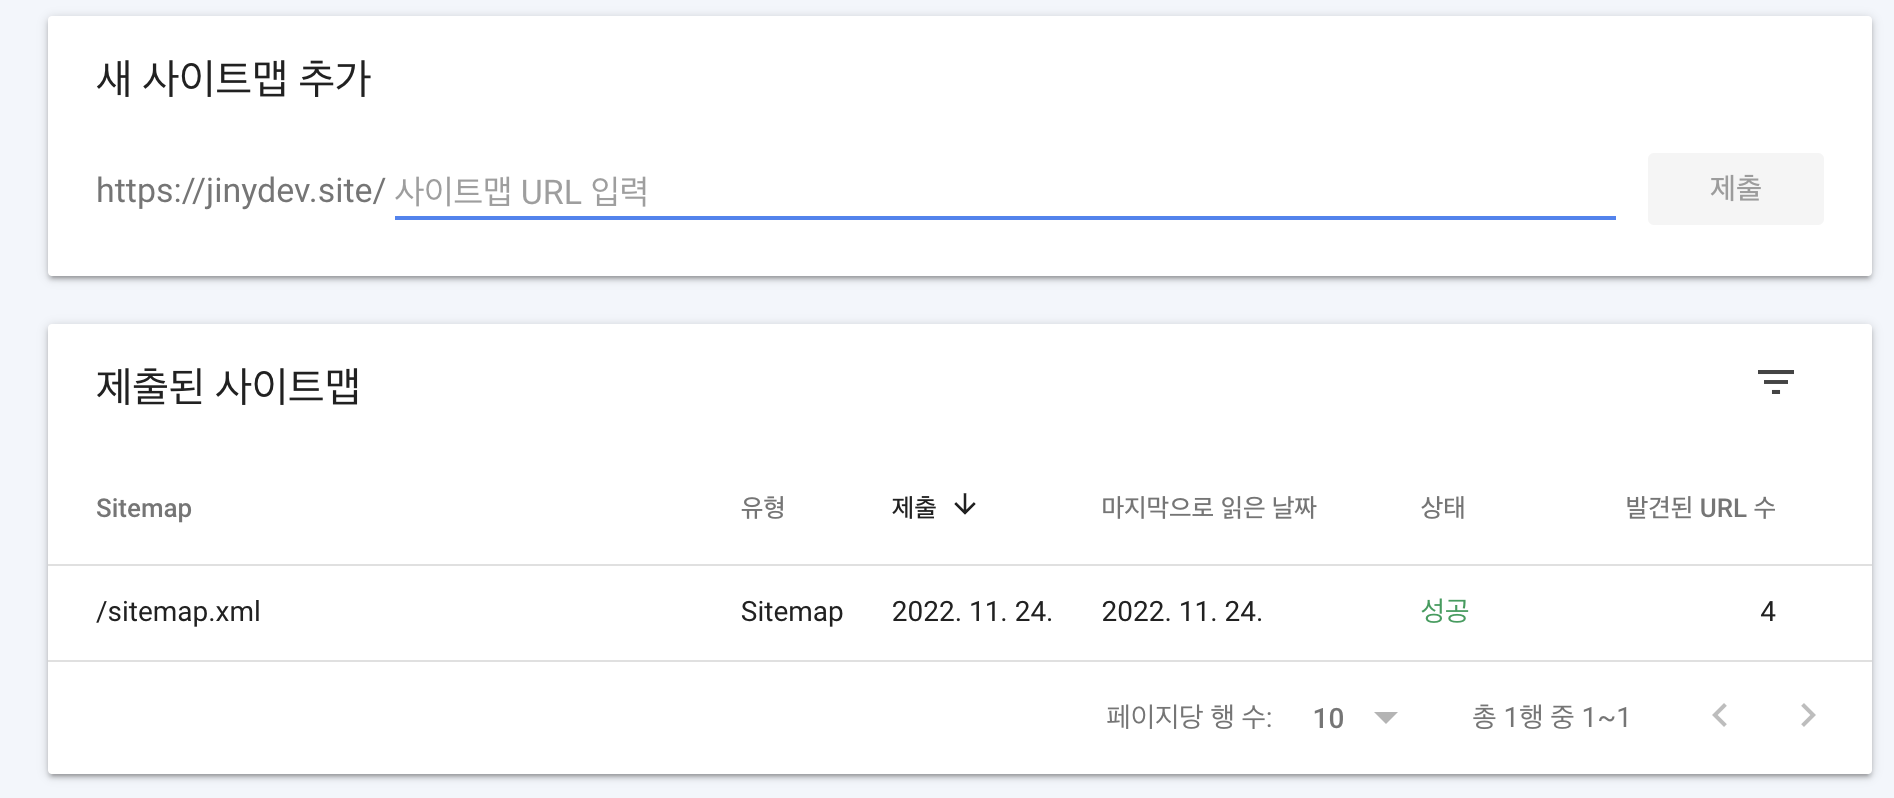 새 사이트맵 추가
https://jinydev.site/ 사이트맵 URL 입력 제출
제출된 사이트맵
Sitemap 유형 제출 마지막으로 읽은 날짜 상태 발견된 URL 수
/sitemap.xml Sitemap 2022. 11. 24. 2022. 11. 24. 성공 4
페이지당 행 수: 10 총 1행 중 1~1